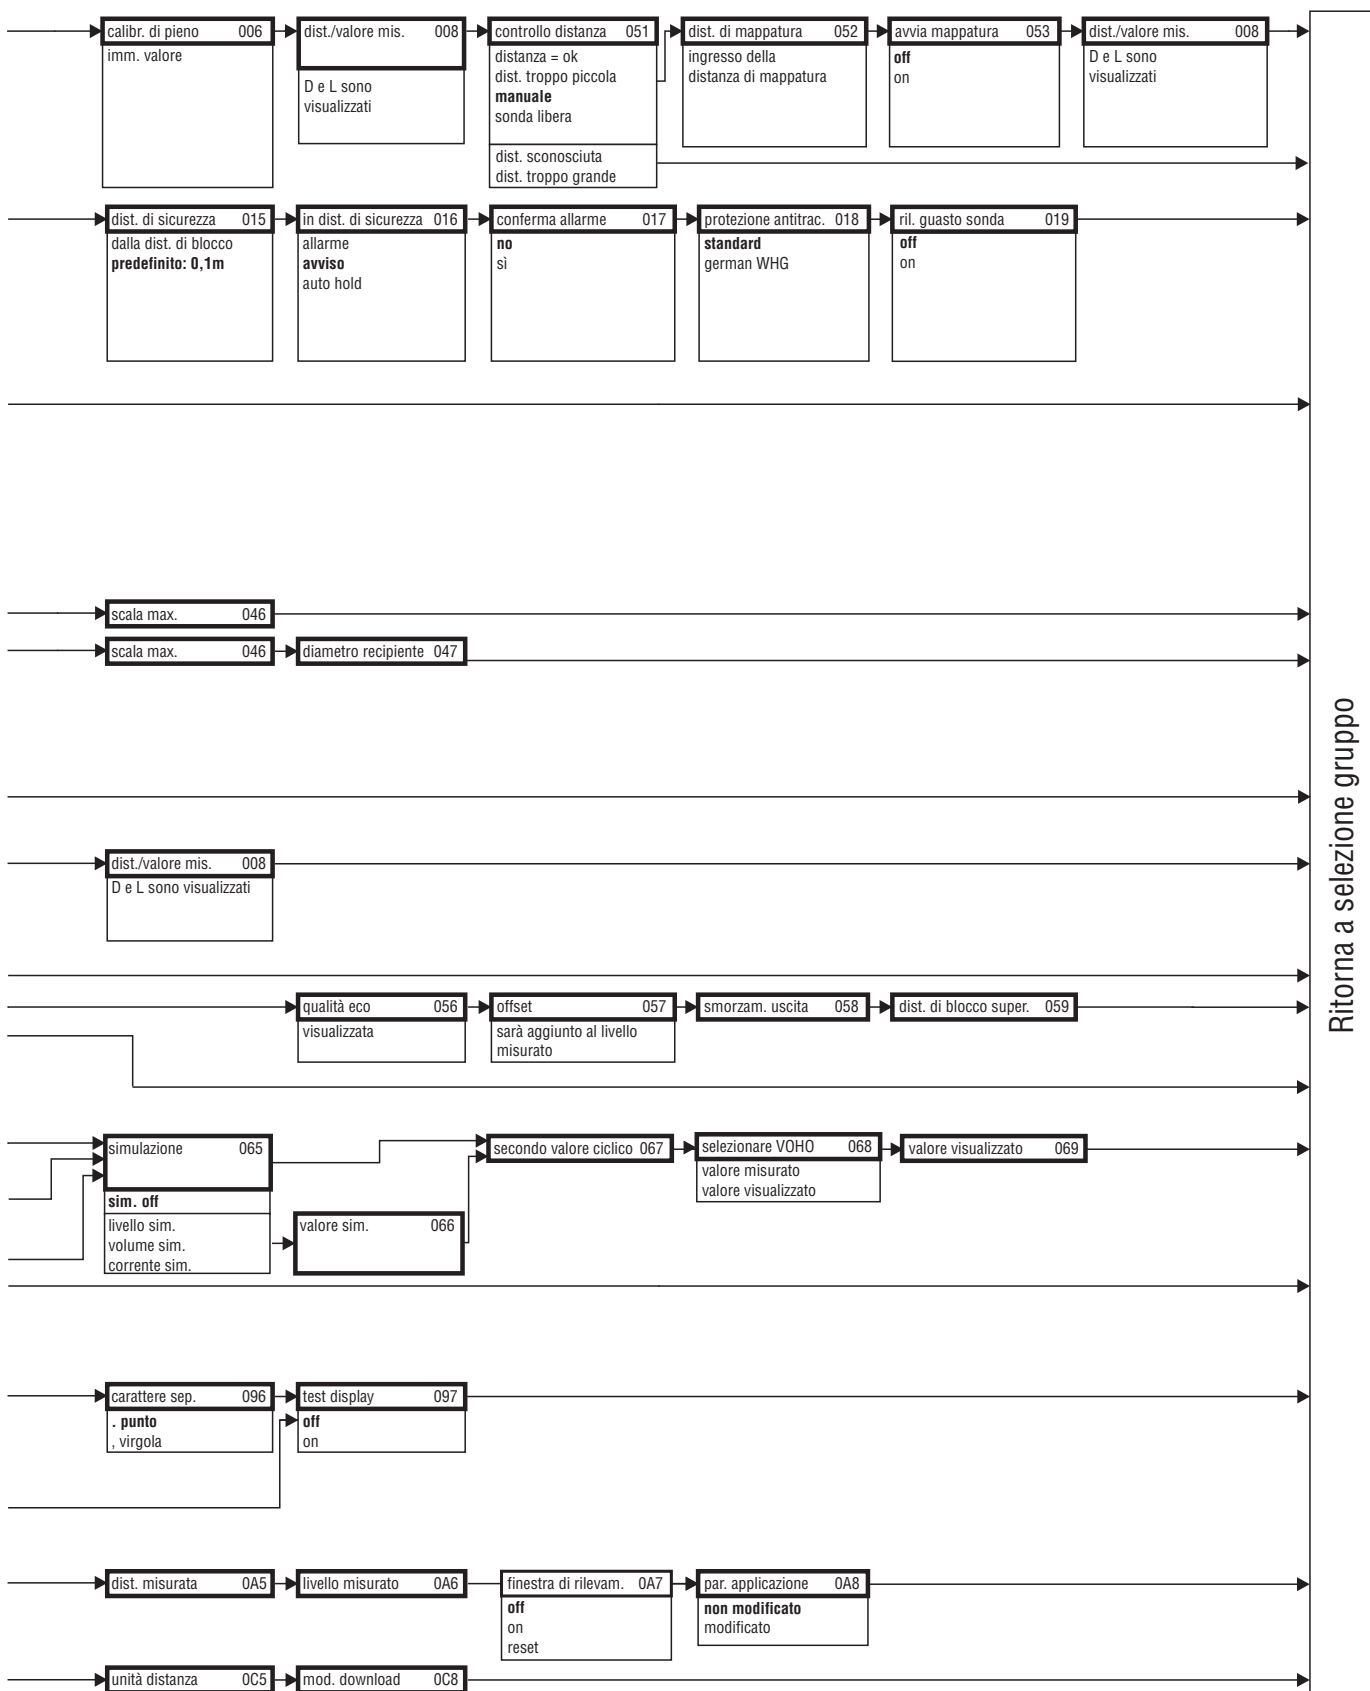 calibr. di pieno 006
imm. valore
dist./valore mis. 008
D e L sono
visualizzati
controllo distanza 051
distanza = ok
dist. troppo piccola
manuale
sonda libera
dist. sconosciuta
dist. troppo grande
dist. di mappatura 052
ingresso della
distanza di mappatura
avvia mappatura 053
off
on
dist./valore mis. 008
D e L sono
visualizzati
dist. di sicurezza 015
dalla dist. di blocco
predefinito: 0,1m
in dist. di sicurezza 016
allarme
avviso
auto hold
conferma allarme 017
no
sì
protezione antitrac. 018
standard
german WHG
ril. guasto sonda 019
off
on
scala max. 046
scala max. 046
diametro recipiente 047
dist./valore mis. 008
D e L sono visualizzati
qualità eco 056
visualizzata
offset 057
sarà aggiunto al livello
misurato
smorzam. uscita 058
dist. di blocco super. 059
simulazione 065
sim. off
livello sim.
volume sim.
corrente sim.
valore sim. 066
secondo valore ciclico 067
selezionare VOHO 068
valore misurato
valore visualizzato
valore visualizzato 069
carattere sep. 096
. punto
, virgola
test display 097
off
on
dist. misurata 0A5
livello misurato 0A6
finestra di rilevam. 0A7
off
on
reset
par. applicazione 0A8
non modificato
modificato
unità distanza 0C5
mod. download 0C8
Ritorna a selezione gruppo